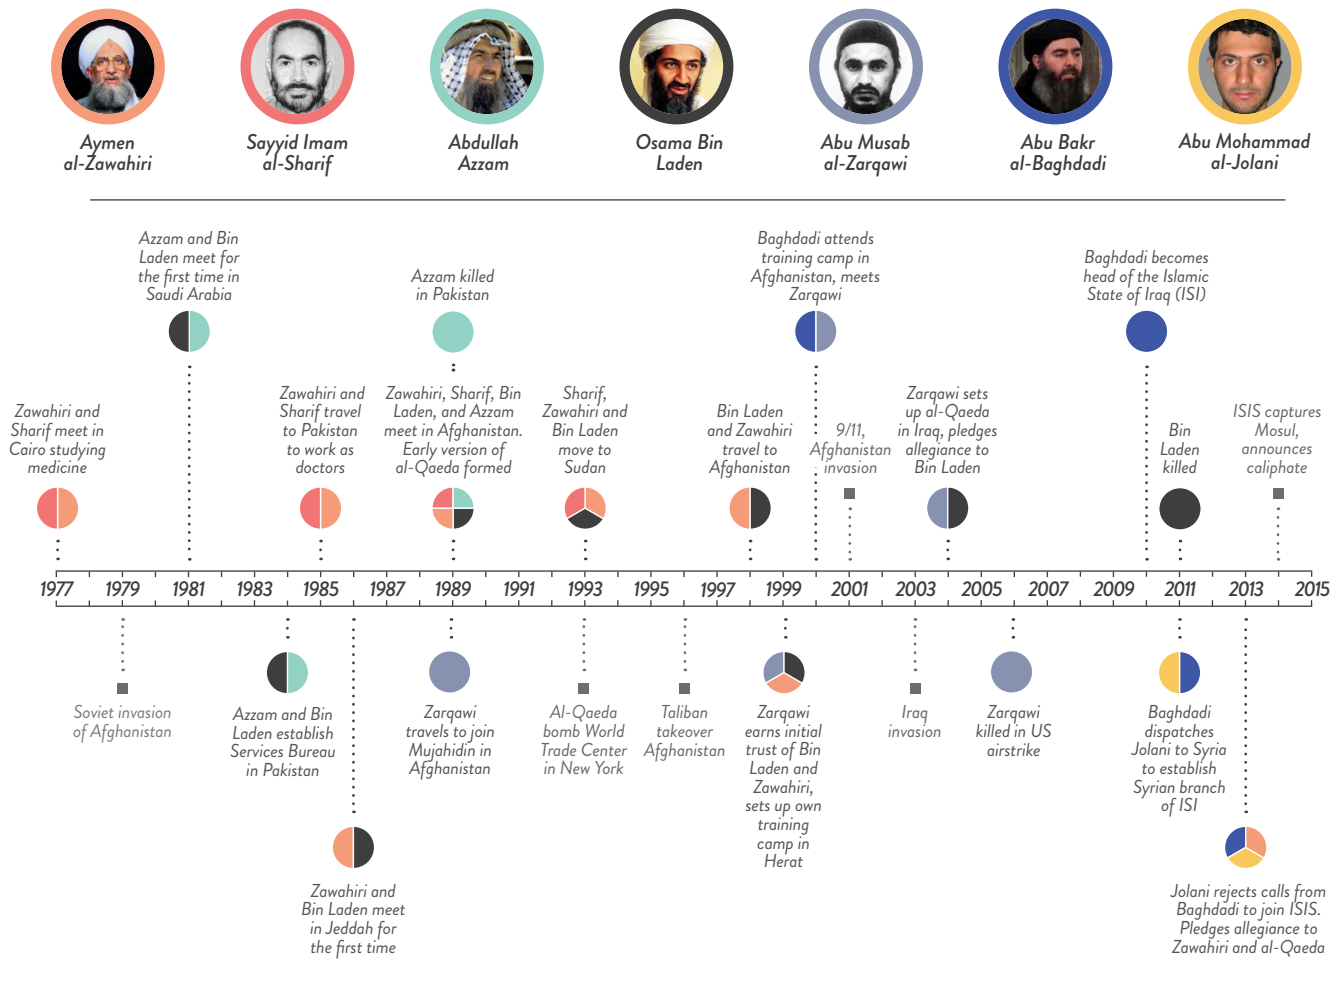 Aymen
al-Zawahiri
Sayyid Imam
al-Sharif
Abdullah
Azzam
Osama Bin
Laden
Abu Musab
al-Zarqawi
Abu Bakr
al-Baghdadi
Abu Mohammad
al-Jolani
Azzam and Bin
Laden meet for
the first time in
Saudi Arabia
Azzam killed
in Pakistan
Baghdadi attends
training camp in
Afghanistan, meets
Zarqawi
Baghdadi becomes
head of the Islamic
State of Iraq (ISI)
Zawahiri and
Sharif meet in
Cairo studying
medicine
Zawahiri and
Sharif travel
to Pakistan
to work as
doctors
Zawahiri, Sharif, Bin
Laden, and Azzam
meet in Afghanistan.
Early version of
al-Qaeda formed
Sharif,
Zawahiri and
Bin Laden
move to
Sudan
Bin Laden
and Zawahiri
travel to
Afghanistan
9/11,
Afghanistan
invasion
Zarqawi sets
up al-Qaeda
in Iraq, pledges
allegiance to
Bin Laden
Bin
Laden
killed
ISIS captures
Mosul,
announces
caliphate
1977 1979 1981 1983 1985 1987 1989 1991 1993 1995 1997 1999 2001 2003 2005 2007 2009 2011 2013 2015
Soviet invasion
of Afghanistan
Azzam and Bin
Laden establish
Services Bureau
in Pakistan
Zarqawi
travels to join
Mujahidin in
Afghanistan
Al-Qaeda
bomb World
Trade Center
in New York
Taliban
takeover
Afghanistan
Zarqawi
earns initial
trust of Bin
Laden and
Zawahiri,
sets up own
training
camp in
Herat
Iraq
invasion
Zarqawi
killed in US
airstrike
Baghdadi
dispatches
Jolani to Syria
to establish
Syrian branch
of ISI
Zawahiri and
Bin Laden meet
in Jeddah for
the first time
Jolani rejects calls from
Baghdadi to join ISIS.
Pledges allegiance to
Zawahiri and al-Qaeda